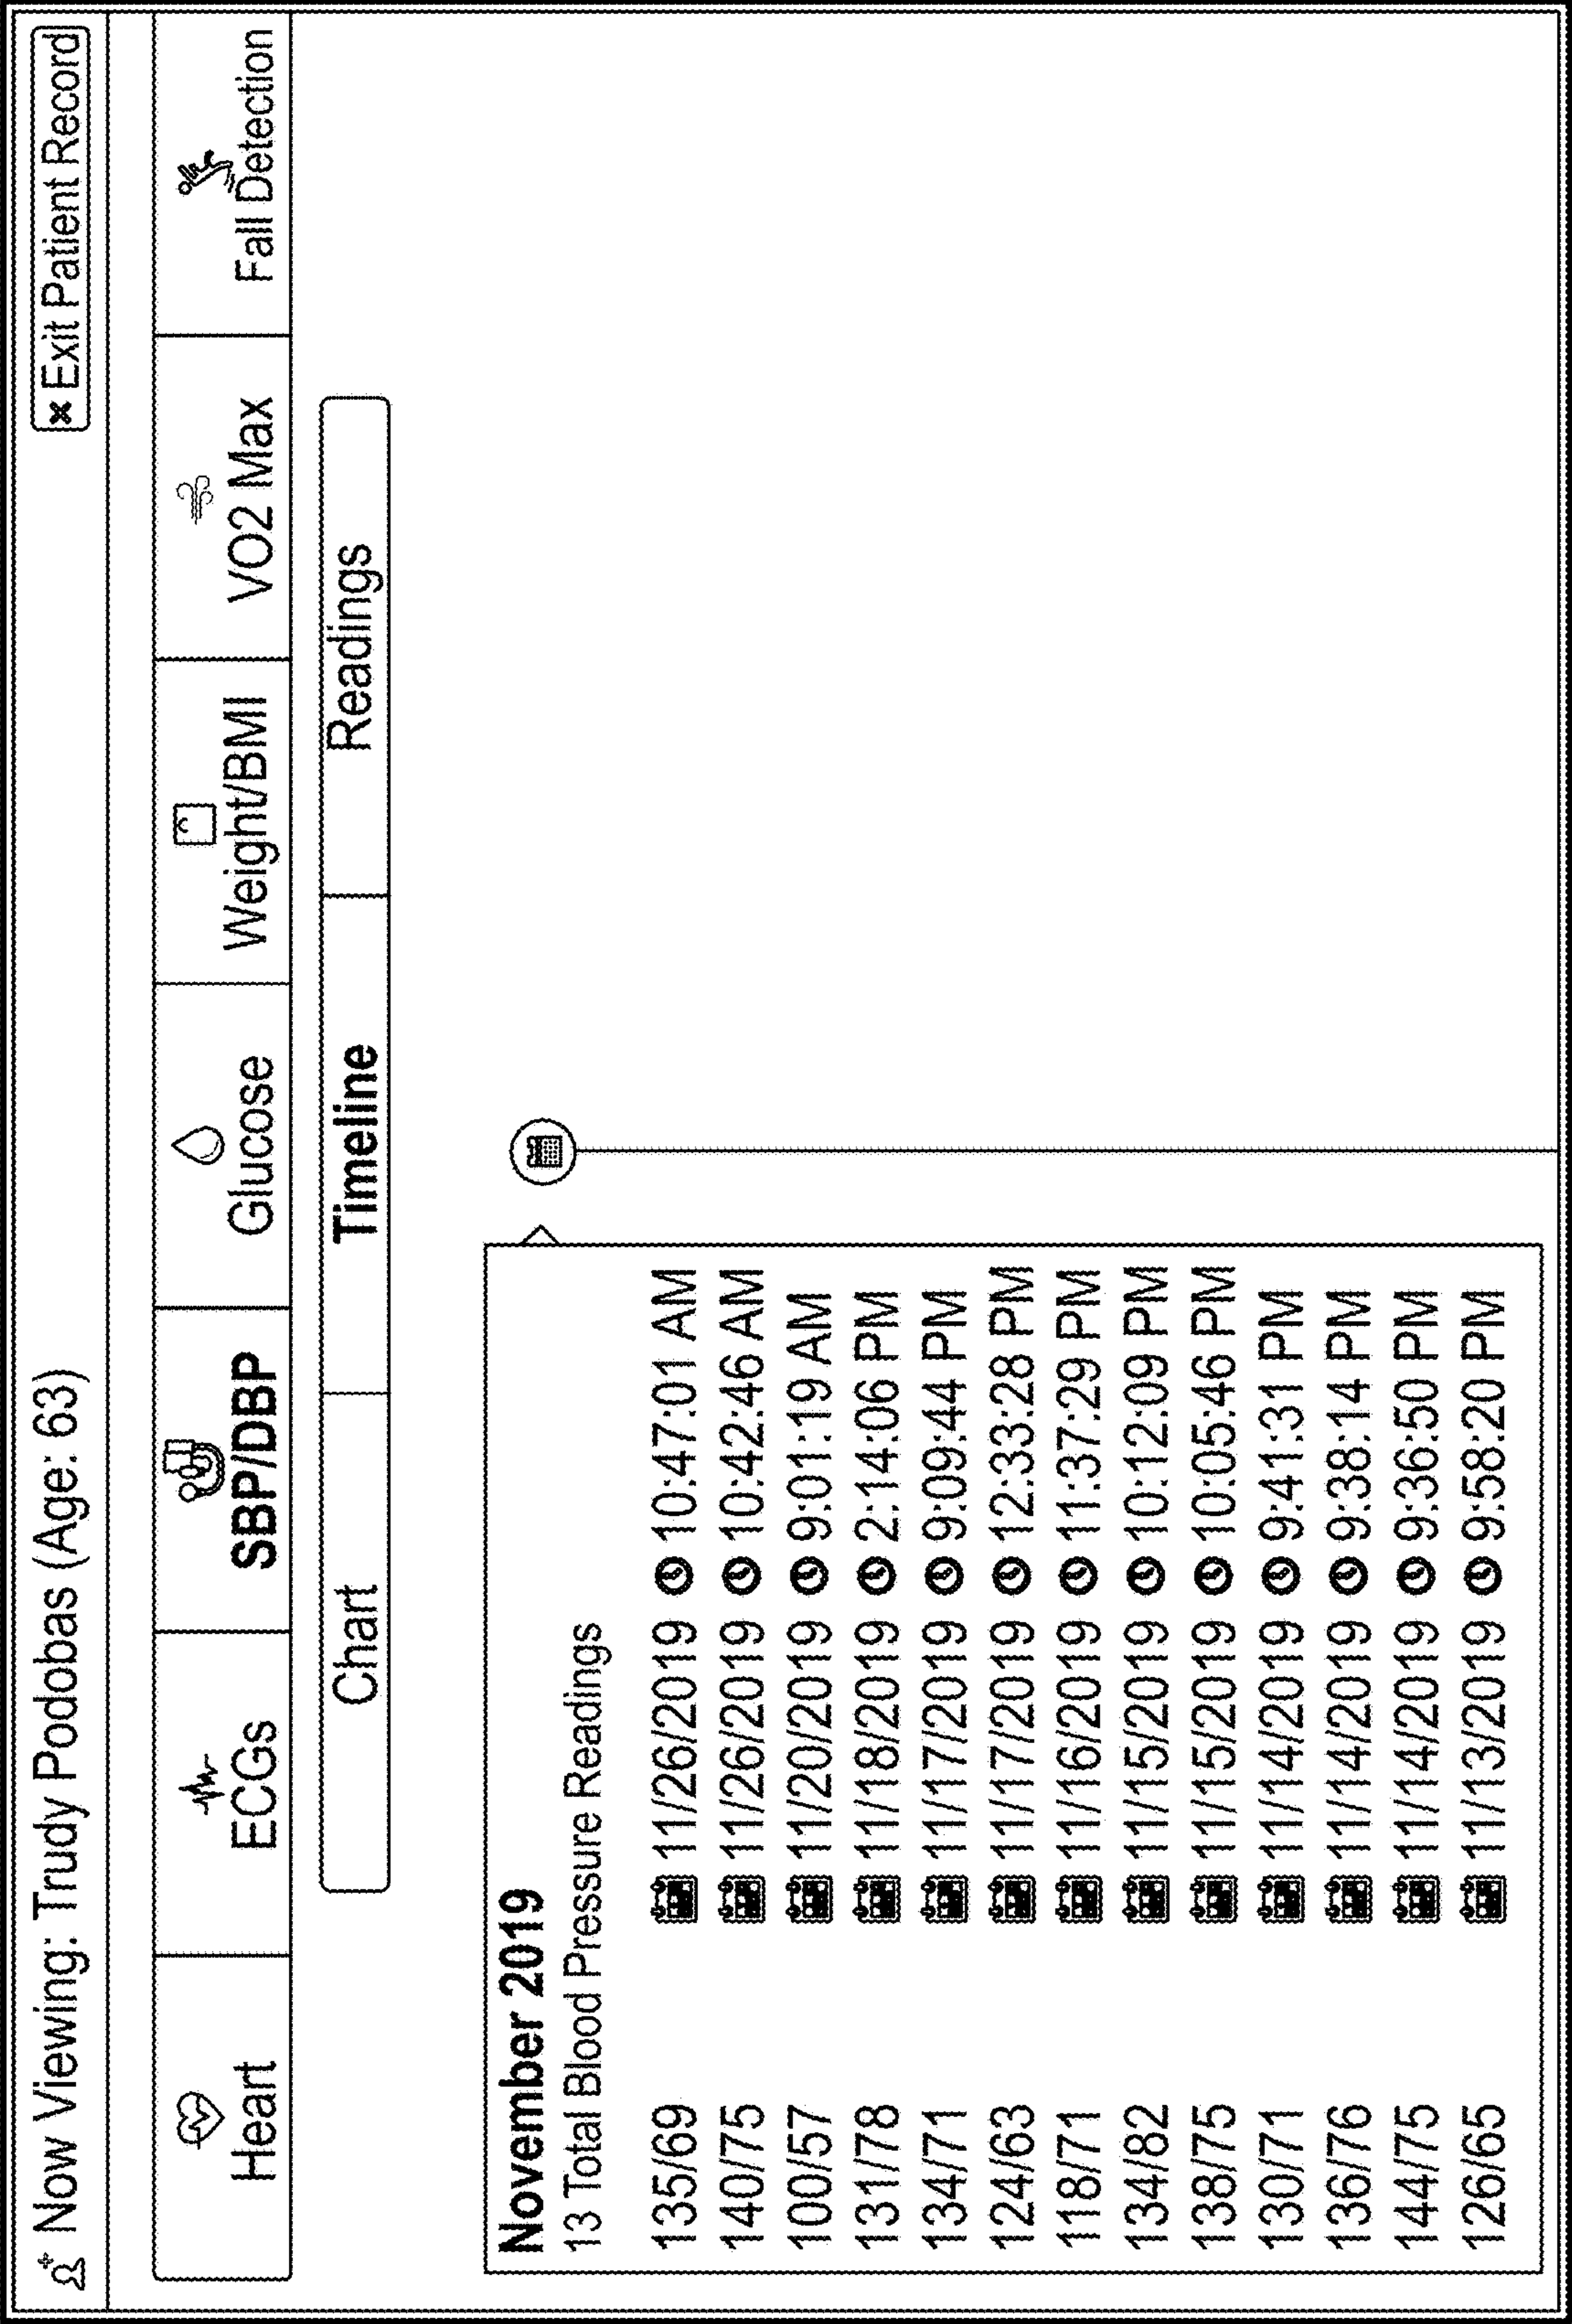 Now Viewing: Trudy Podobas (Age: 63) × Exit Patient Record
Heart ECGs SBP/DBP Glucose Weight/BMI VO2 Max Fall Detection
Chart Timeline Readings
November 2019
13 Total Blood Pressure Readings
135/69 11/26/2019 10:47:01 AM
140/75 11/26/2019 10:42:46 AM
100/57 11/20/2019 9:01:19 AM
131/78 11/18/2019 2:14:06 PM
134/71 11/17/2019 9:09:44 PM
124/63 11/17/2019 12:33:28 PM
118/71 11/16/2019 11:37:29 PM
134/82 11/15/2019 10:12:09 PM
138/75 11/15/2019 10:05:46 PM
130/71 11/14/2019 9:41:31 PM
136/76 11/14/2019 9:38:14 PM
144/75 11/14/2019 9:36:50 PM
126/65 11/13/2019 9:58:20 PM